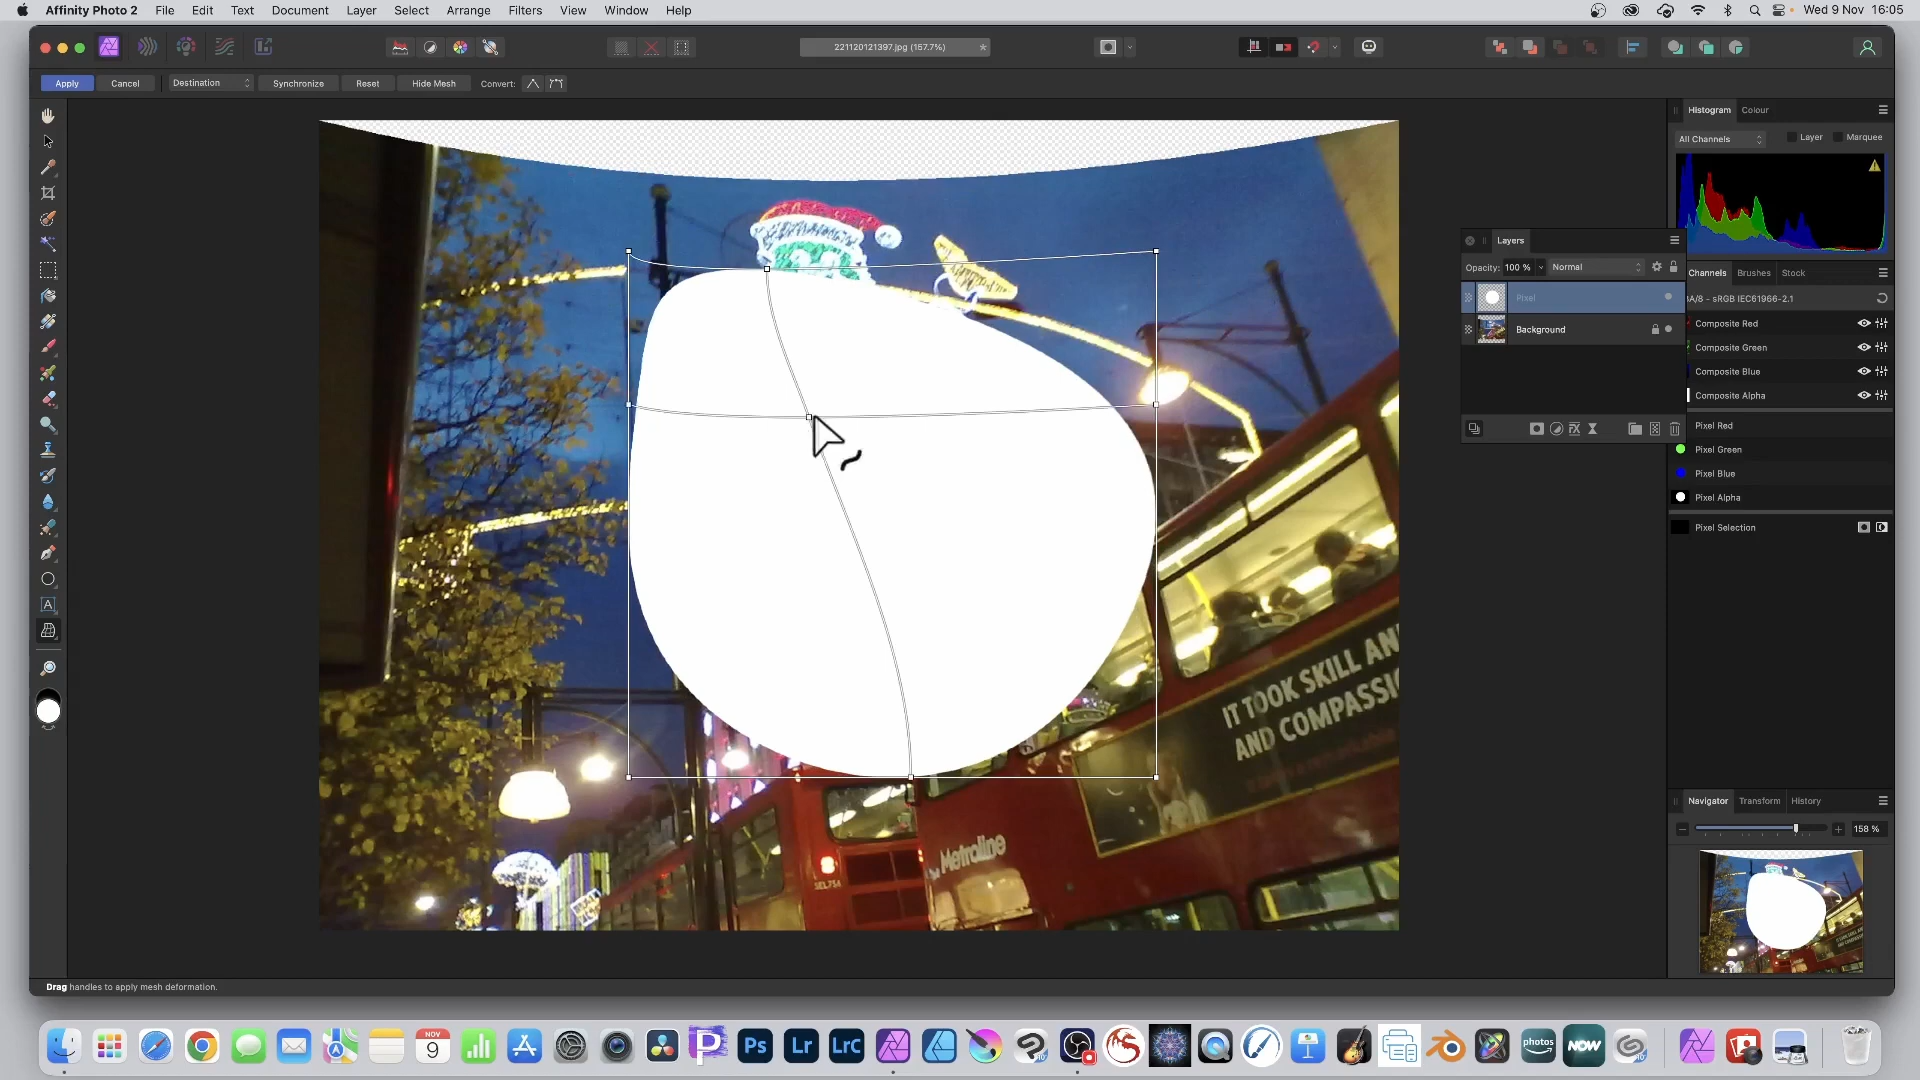 Affinity Photo 2 File Edit Text Document Layer Select Arrange Filters View Window Help Wed 9 Nov 16:05
221120121397.jpg (157.7%)
Apply Cancel Destination Synchronize Reset Hide Mesh Convert:
Histogram Colour
All Channels Layer Marquee
Layers
Opacity: 100 % Normal
Pixel
Background
Channels Brushes Stock
A/8 - sRGB IEC61966-2.1
Composite Red
Composite Green
Composite Blue
Composite Alpha
Pixel Red
Pixel Green
Pixel Blue
Pixel Alpha
Pixel Selection
IT TOOK SKILL AN
AND COMPASSI
Metroline
SEL754
Navigator Transform History
158 %
Drag handles to apply mesh deformation.
NOV
9
Ps Lr LrC photos NOW